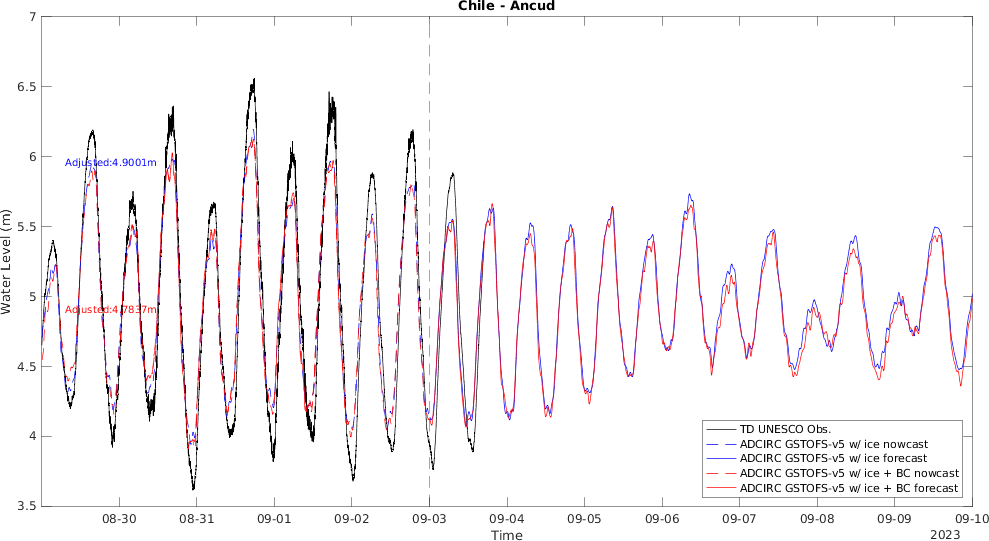 Chile - Ancud
7
6.5
6
5.5
5
4.5
4
3.5
Water Level (m)
Adjusted:4.9001m
Adjusted:4.7837m
TD UNESCO Obs.
ADCIRC GSTOFS-v5 w/ ice nowcast
ADCIRC GSTOFS-v5 w/ ice forecast
ADCIRC GSTOFS-v5 w/ ice + BC nowcast
ADCIRC GSTOFS-v5 w/ ice + BC forecast
08-30 08-31 09-01 09-02 09-03 09-04 09-05 09-06 09-07 09-08 09-09 09-10
Time
2023